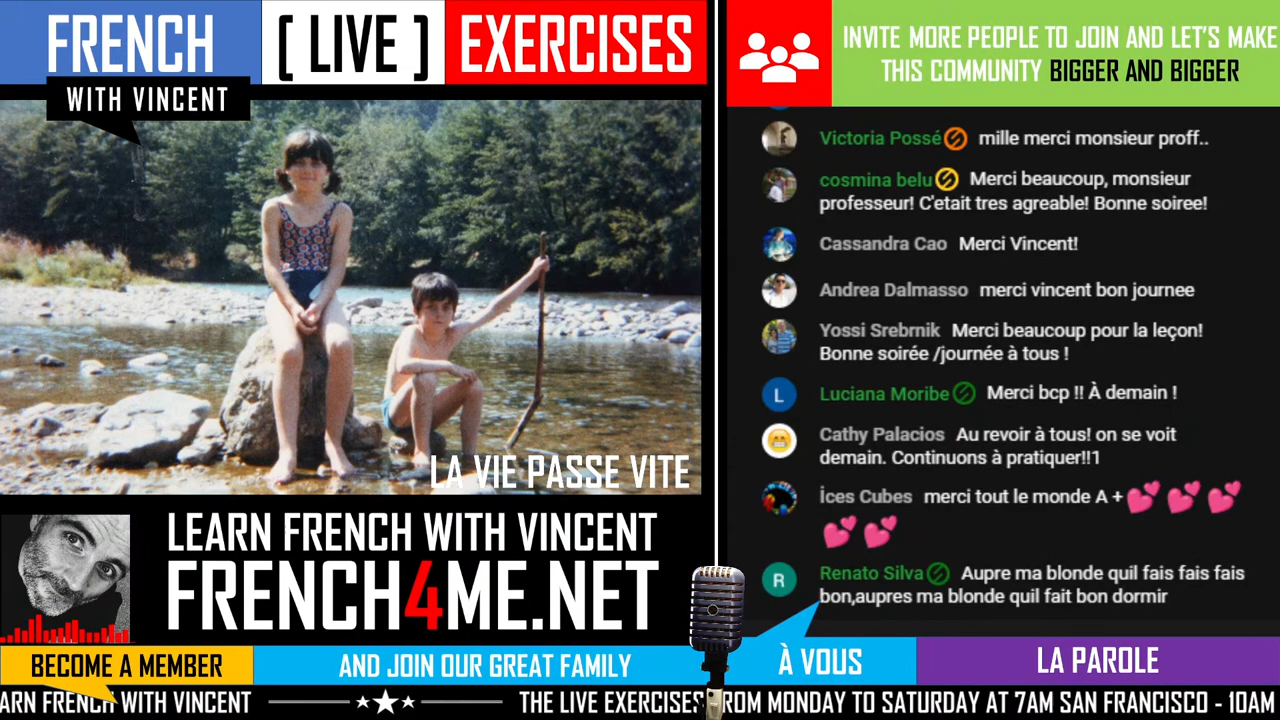 FRENCH [ LIVE ] EXERCISES
WITH VINCENT
LA VIE PASSE VITE
LEARN FRENCH WITH VINCENT
FRENCH4ME.NET
BECOME A MEMBER AND JOIN OUR GREAT FAMILY
INVITE MORE PEOPLE TO JOIN AND LET'S MAKE
THIS COMMUNITY BIGGER AND BIGGER
Victoria Possé mille merci monsieur proff..
cosmina belu Merci beaucoup, monsieur
professeur! C'etait tres agreable! Bonne soiree!
Cassandra Cao Merci Vincent!
Andrea Dalmasso merci vincent bon journee
Yossi Srebrnik Merci beaucoup pour la leçon!
Bonne soirée /journée à tous !
L Luciana Moribe Merci bcp !! À demain !
Cathy Palacios Au revoir à tous! on se voit
demain. Continuons à pratiquer!!1
İces Cubes merci tout le monde A + 💕 💕 💕
💕 💕
R Renato Silva Aupre ma blonde quil fais fais fais
bon,aupres ma blonde quil fait bon dormir
À VOUS LA PAROLE
ARN FRENCH WITH VINCENT THE LIVE EXERCISES FROM MONDAY TO SATURDAY AT 7AM SAN FRANCISCO - 10AM